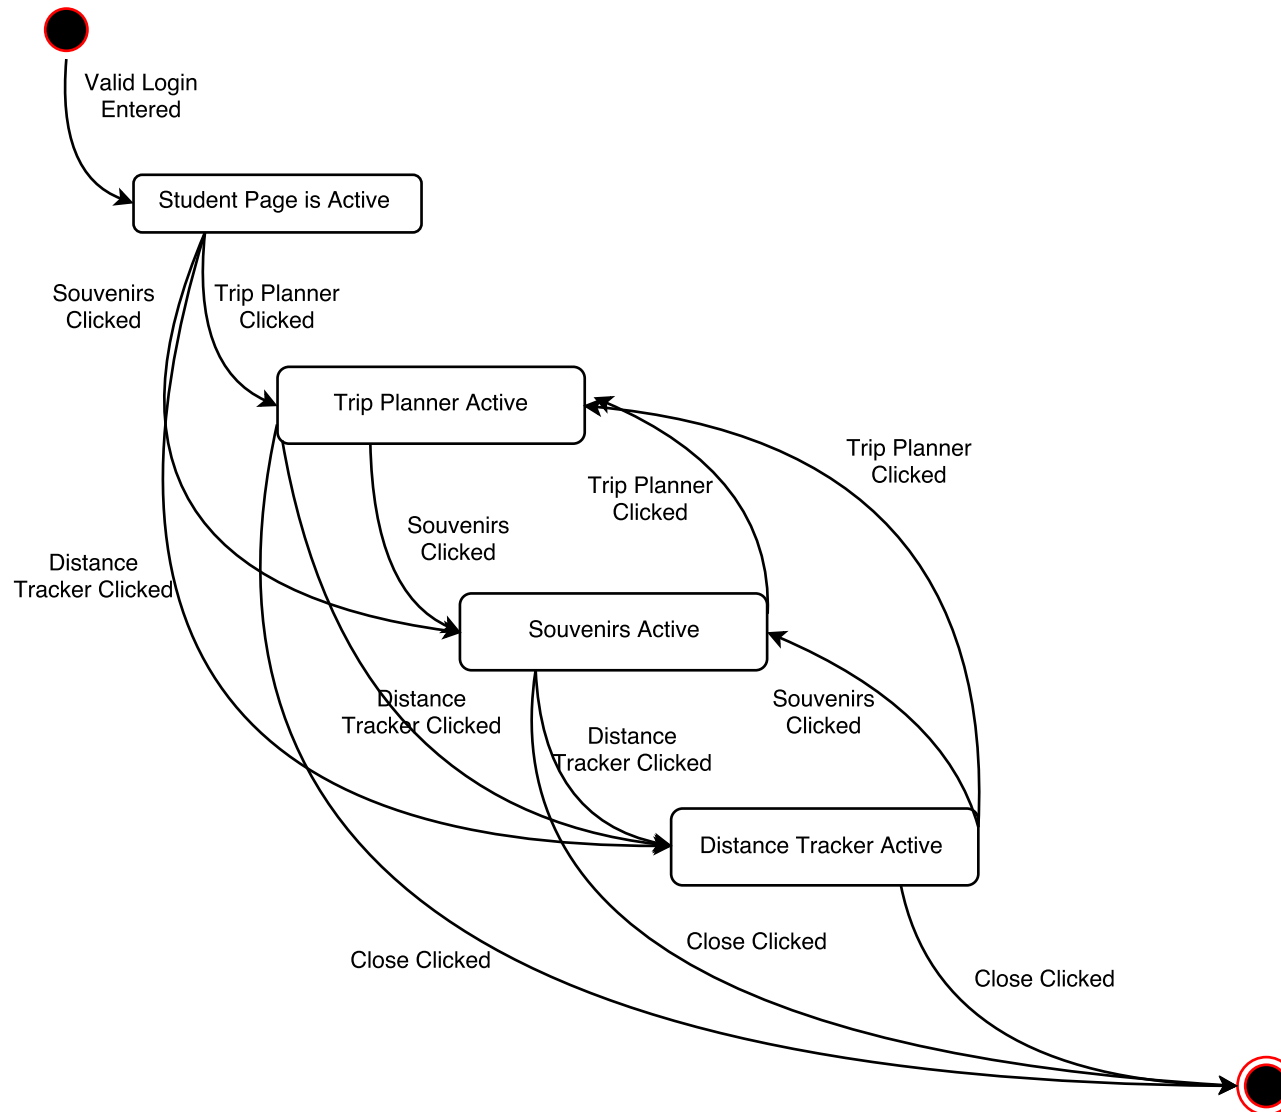 Valid Login
Entered
Student Page is Active
Souvenirs
Clicked
Trip Planner
Clicked
Trip Planner Active
Trip Planner
Clicked
Trip Planner
Clicked
Souvenirs
Clicked
Distance
Tracker Clicked
Souvenirs Active
Distance
Tracker Clicked
Souvenirs
Clicked
Distance
Tracker Clicked
Distance Tracker Active
Close Clicked
Close Clicked
Close Clicked